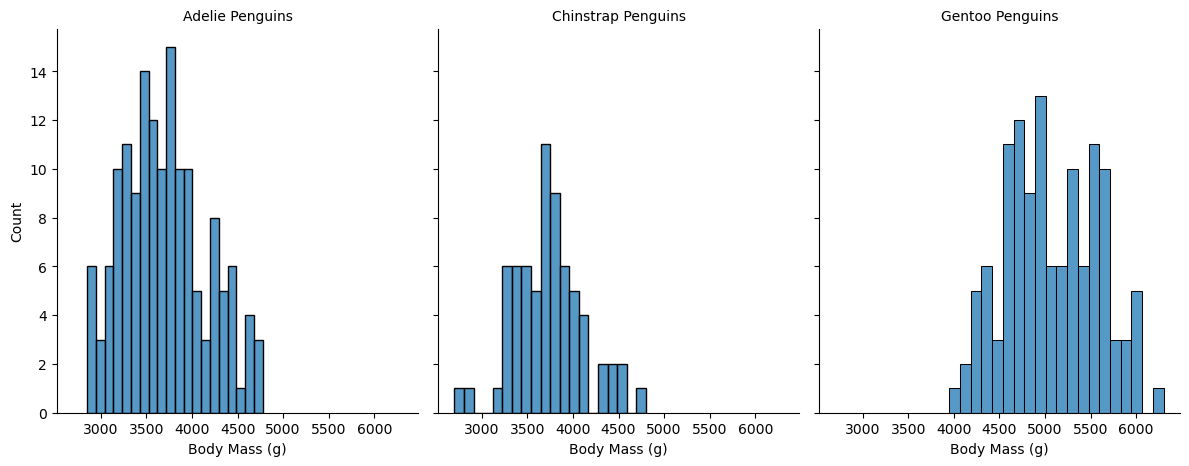 Adelie Penguins
Chinstrap Penguins
Gentoo Penguins
Count
14
12
10
8
6
4
2
0
3000 3500 4000 4500 5000 5500 6000
3000 3500 4000 4500 5000 5500 6000
3000 3500 4000 4500 5000 5500 6000
Body Mass (g)
Body Mass (g)
Body Mass (g)